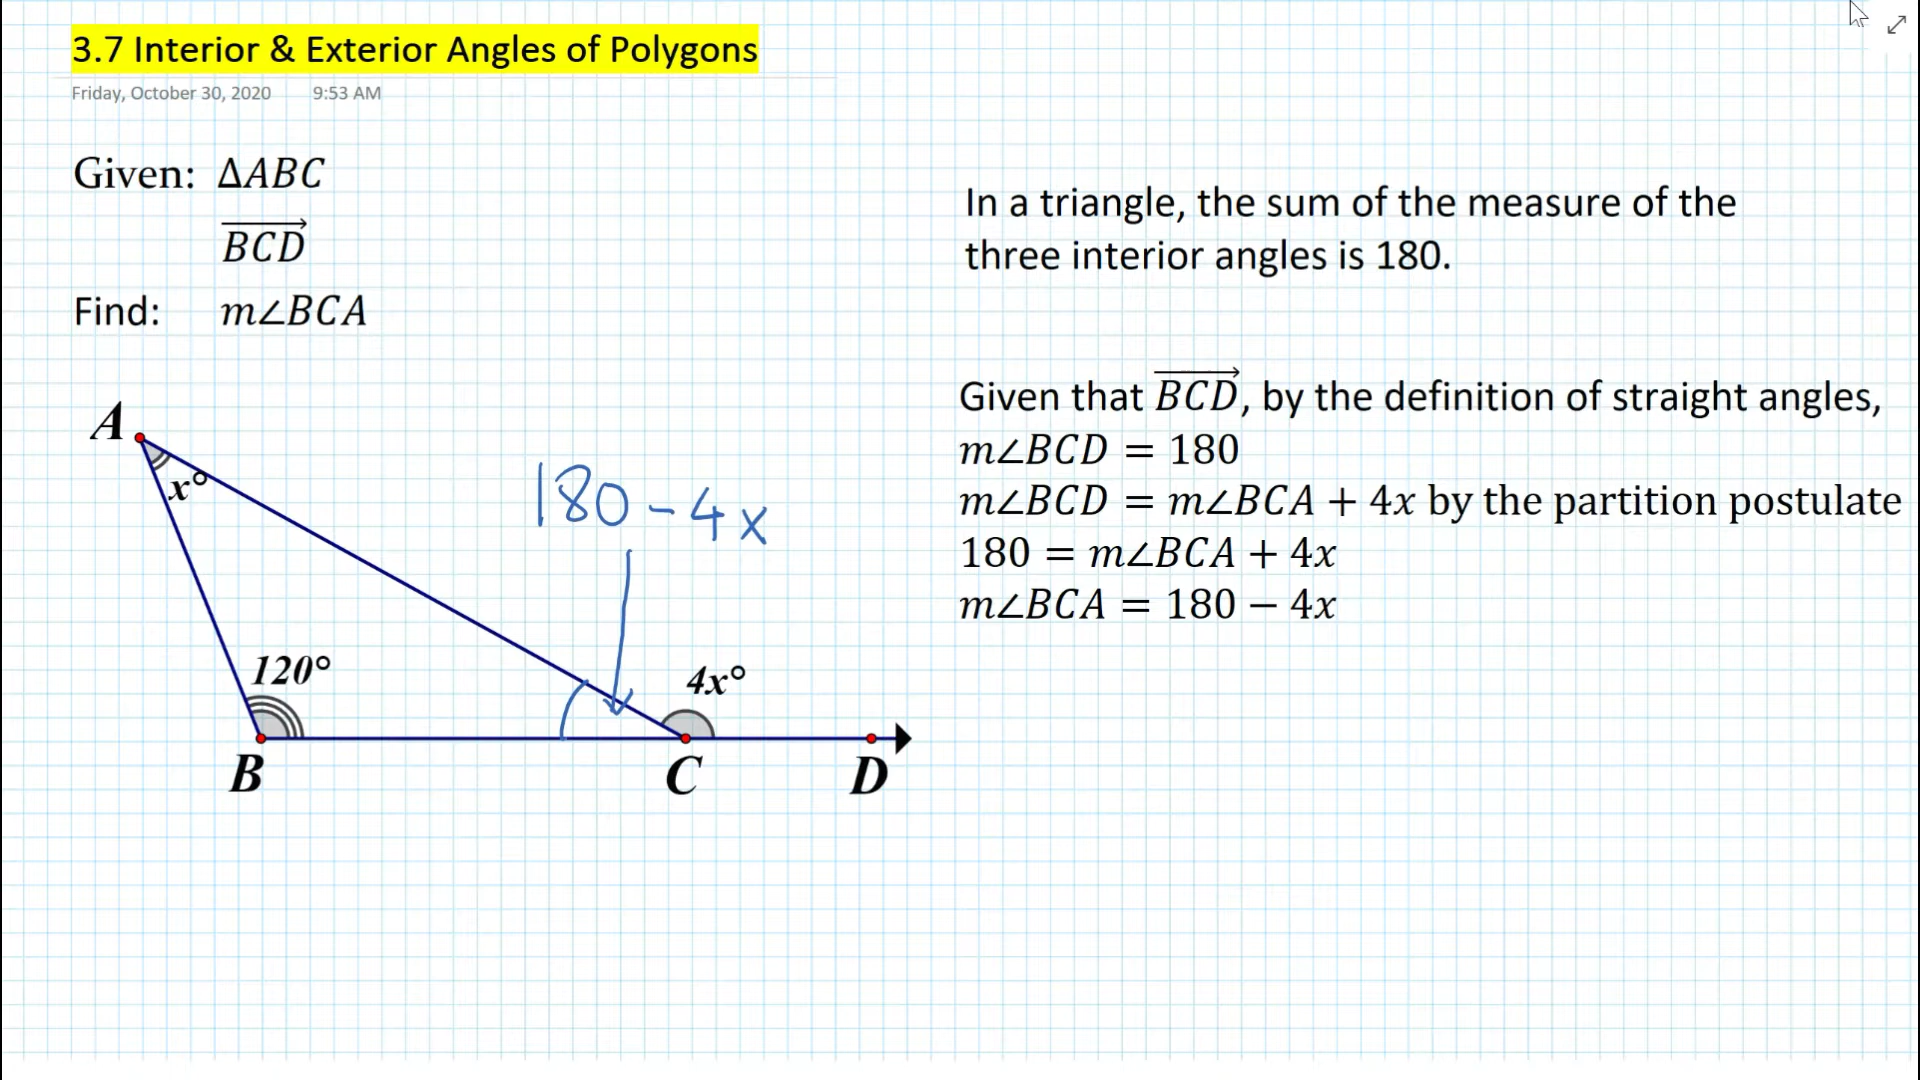 3.7 Interior & Exterior Angles of Polygons
Friday, October 30, 2020 9:53 AM
Given: ΔABC
BCD
Find: m∠BCA
In a triangle, the sum of the measure of the
three interior angles is 180.
Given that BCD, by the definition of straight angles,
m∠BCD = 180
m∠BCD = m∠BCA + 4x by the partition postulate
180 = m∠BCA + 4x
m∠BCA = 180 − 4x
A
x°
180-4x
120°
4x°
B
C
D